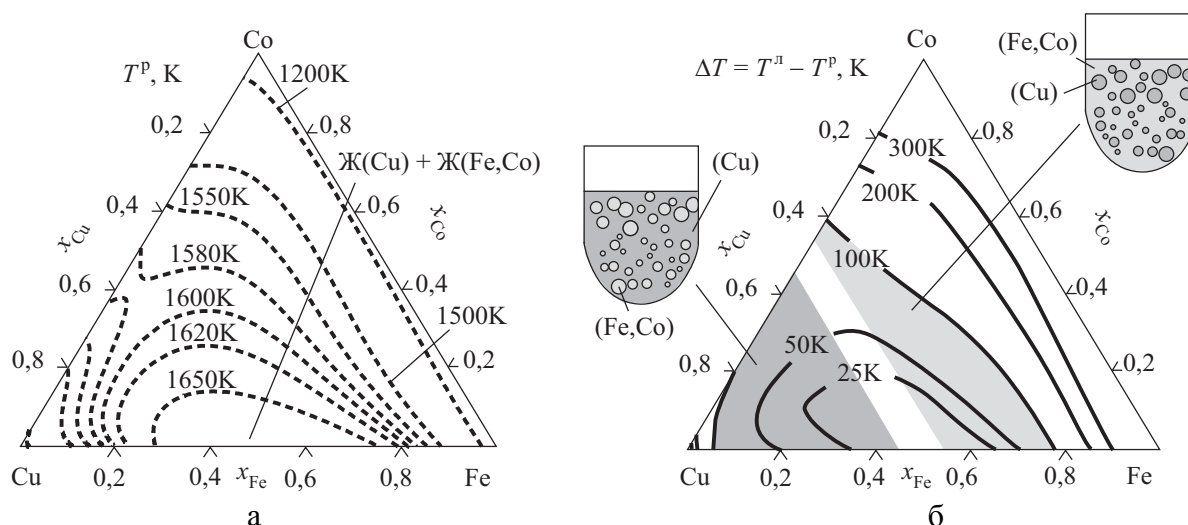 Co
T^р, K
1200K
0,2
0,8
Ж(Cu) + Ж(Fe,Co)
1550K
0,4
0,6
x_Cu
x_Co
1580K
0,6
0,4
1600K
1500K
1620K
0,8
0,2
1650K
Cu
0,2
0,4
x_Fe
0,6
0,8
Fe
а
Co
(Fe,Co)
ΔT = T^л – T^р, K
(Cu)
0,2
0,8
300K
(Cu)
200K
0,4
0,6
x_Cu
x_Co
100K
0,6
0,4
(Fe,Co)
50K
0,8
0,2
25K
Cu
0,2
0,4
x_Fe
0,6
0,8
Fe
б